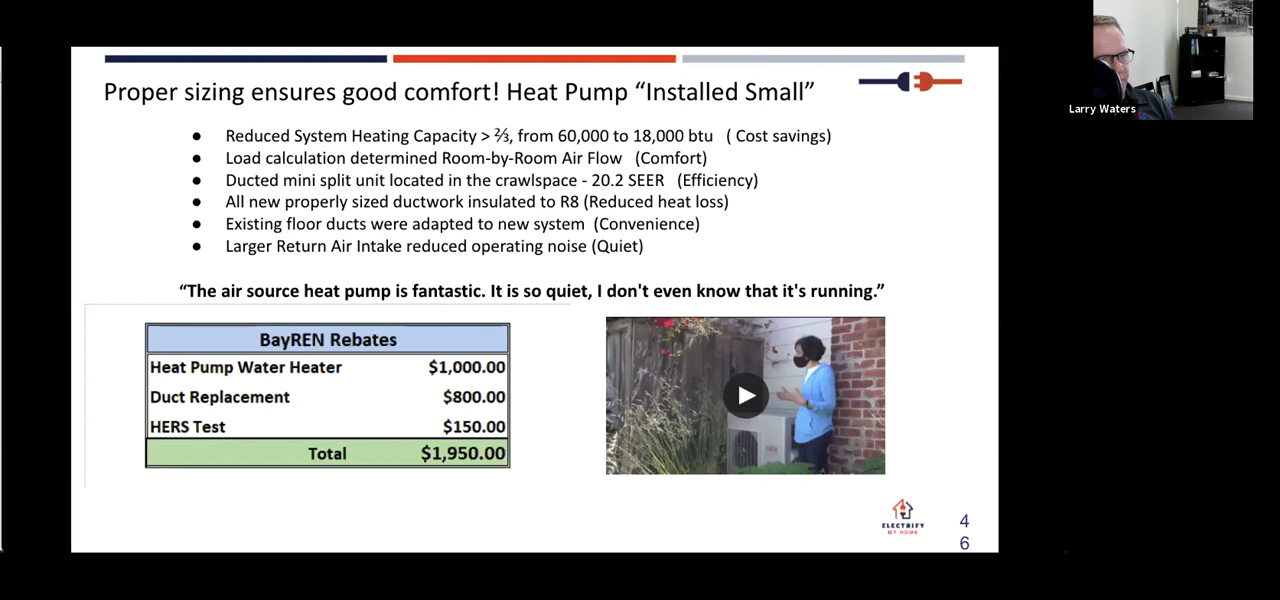 Proper sizing ensures good comfort! Heat Pump “Installed Small”
● Reduced System Heating Capacity > ⅔, from 60,000 to 18,000 btu ( Cost savings)
● Load calculation determined Room-by-Room Air Flow (Comfort)
● Ducted mini split unit located in the crawlspace - 20.2 SEER (Efficiency)
● All new properly sized ductwork insulated to R8 (Reduced heat loss)
● Existing floor ducts were adapted to new system (Convenience)
● Larger Return Air Intake reduced operating noise (Quiet)
“The air source heat pump is fantastic. It is so quiet, I don't even know that it's running.”
BayREN Rebates
Heat Pump Water Heater $1,000.00
Duct Replacement $800.00
HERS Test $150.00
Total $1,950.00
ELECTRIFY
MY HOME
4
6
Larry Waters